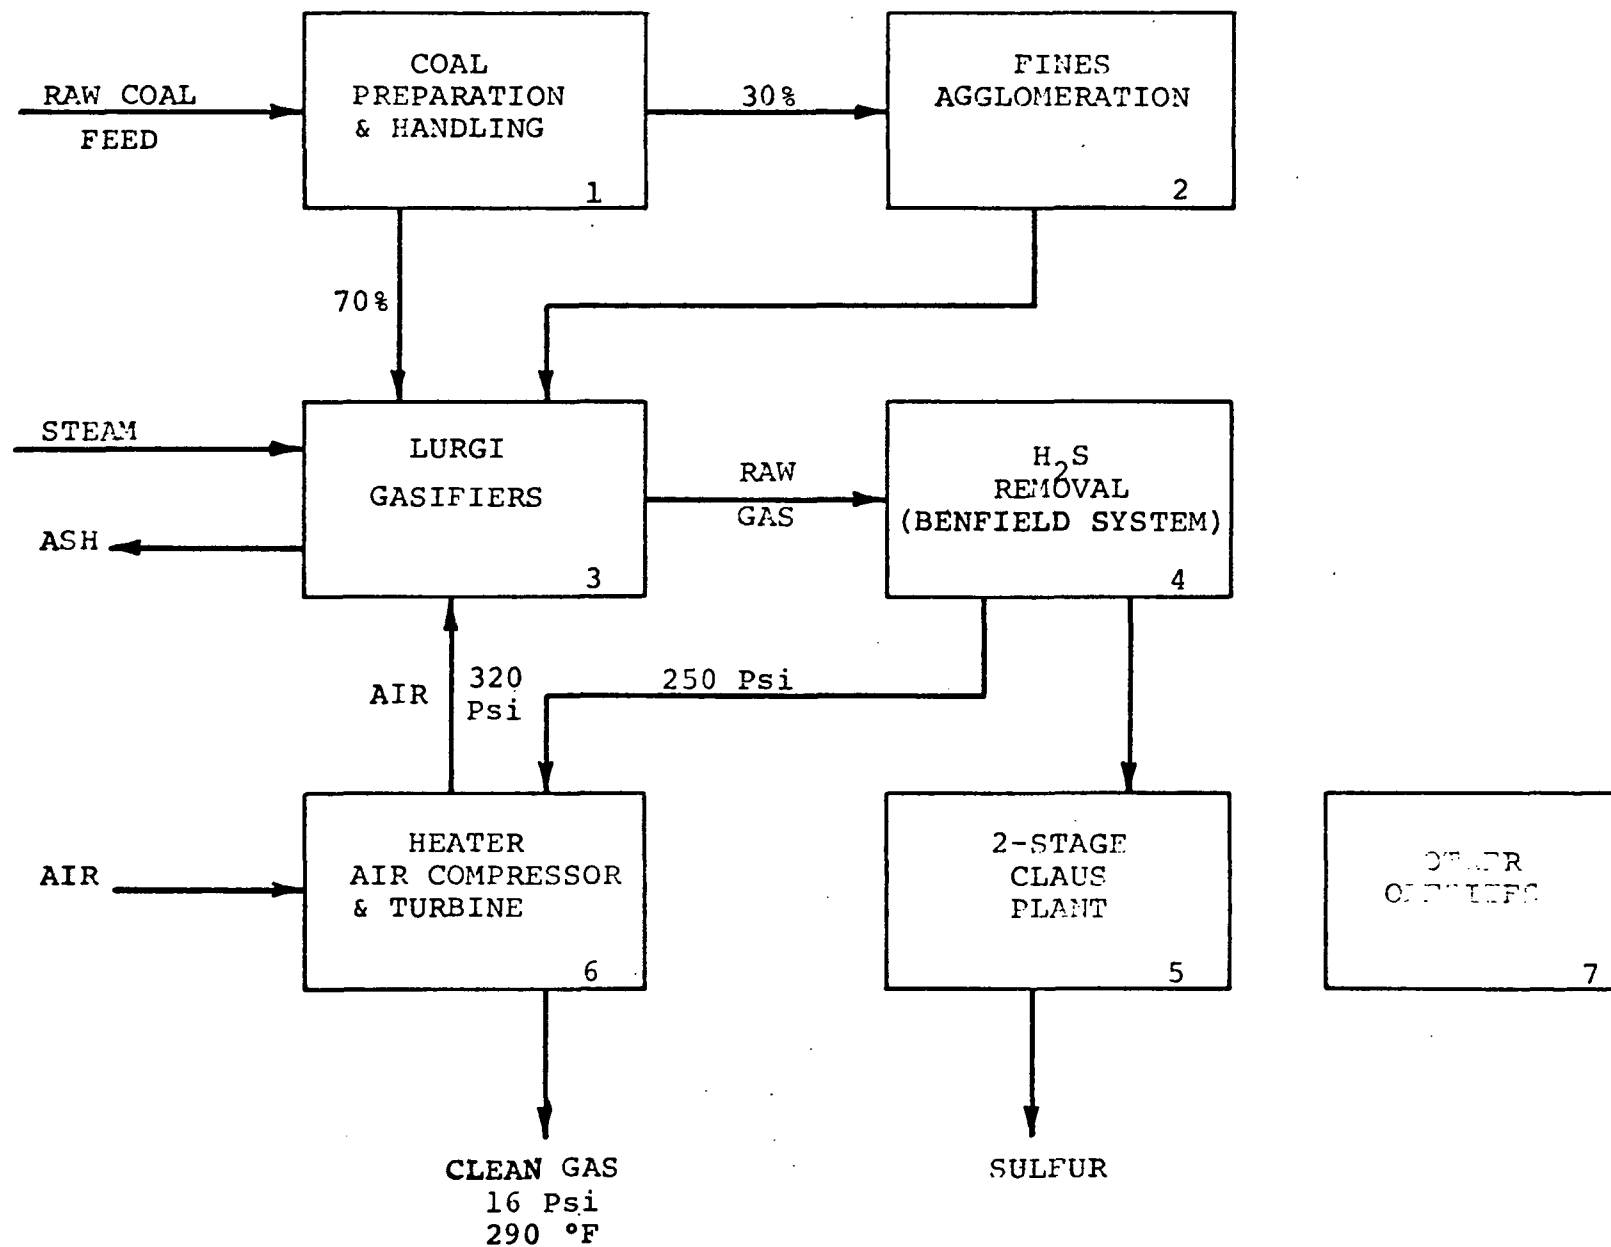 COAL
PREPARATION
& HANDLING
1
RAW COAL
FEED
30%
FINES
AGGLOMERATION
2
70%
STEAM
ASH
LURGI
GASIFIERS
3
RAW
GAS
H2S
REMOVAL
(BENFIELD SYSTEM)
4
AIR
320
Psi
250 Psi
AIR
HEATER
AIR COMPRESSOR
& TURBINE
6
2-STAGE
CLAUS
PLANT
5
7
CLEAN GAS
16 Psi
290 °F
SULFUR